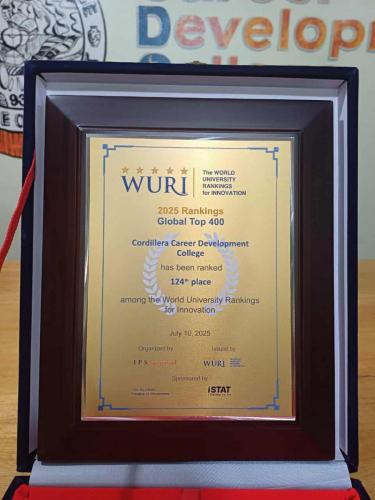 Development
WURI
The WORLD
UNIVERSITY
RANKINGS
for INNOVATION
2025 Rankings
Global Top 400
Cordillera Career Development
College
has been ranked
124th place
among the World University Rankings
for Innovation
July 10, 2025
Organized by
Issued by
WURI
Sponsored by
iSTAT